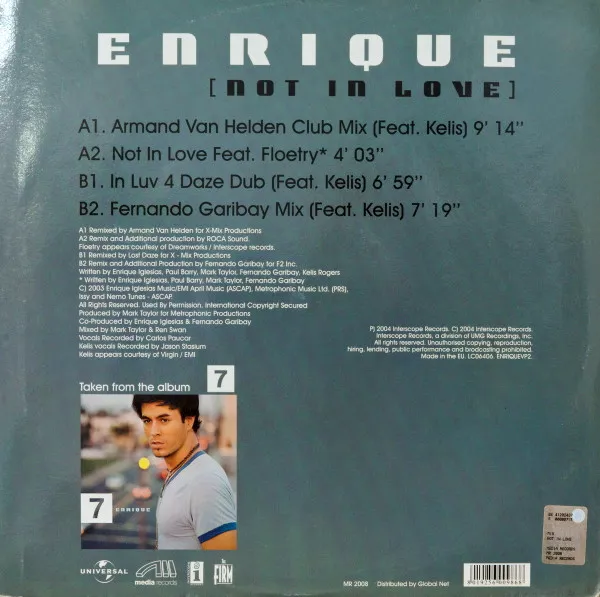 ENRIQUE
[NOT IN LOVE]
A1. Armand Van Helden Club Mix (Feat. Kelis) 9' 14"
A2. Not In Love Feat. Floetry* 4' 03"
B1. In Luv 4 Daze Dub (Feat. Kelis) 6' 59"
B2. Fernando Garibay Mix (Feat. Kelis) 7' 19"
A1 Remixed by Armand Van Helden for X-Mix Productions
A2 Remix and Additional production by ROCA Sound.
Floetry appears courtesy of Dreamworks / Interscope records.
B1 Remixed by Last Daze for X - Mix Productions
B2 Remix and Additional Production by Fernando Garibay for F2 Inc.
Written by Enrique Iglesias, Paul Barry, Mark Taylor, Fernando Garibay, Kelis Rogers
* Written by Enrique Iglesias, Paul Barry, Mark Taylor, Fernando Garibay,
C) 2003 Enrique Iglesias Music/EMI April Music (ASCAP), Metrophonic Music Ltd. (PRS),
Issy and Nemo Tunes - ASCAP.
All Rights Reserved. Used By Permission. International Copyright Secured
Produced by Mark Taylor for Metrophonic Productions
Co-Produced by Enrique Iglesias & Fernando Garibay
Mixed by Mark Taylor & Ren Swan
Vocals Recorded by Carlos Paucar
Kelis vocals Recorded by Jason Stasium
Kelis appears courtesy of Virgin / EMI
P) 2004 Interscope Records. C) 2004 Interscope Records.
Interscope Records, a division of UMG Recordings, Inc.
All rights reserved. Unauthorised copying, reproduction,
hiring, lending, public performance and brodcasting prohibited.
Made in the EU. LC06406. ENRIQUEVP2.
Taken from the album 7
7 ENRIQUE
UNIVERSAL
media records
i
the FIRM
MR 2008 Distributed by Global Net
NOT IN LOVE
MEDIA RECORDS
MR 2008